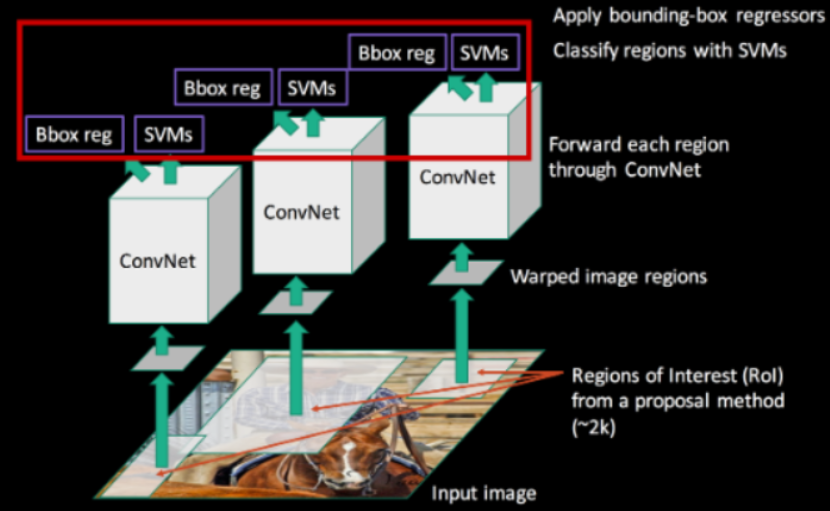 Apply bounding-box regressors
Bbox reg SVMs
Classify regions with SVMs
Bbox reg SVMs
Bbox reg SVMs
Forward each region
through ConvNet
ConvNet
ConvNet
ConvNet
Warped image regions
Regions of Interest (RoI)
from a proposal method
(~2k)
Input image